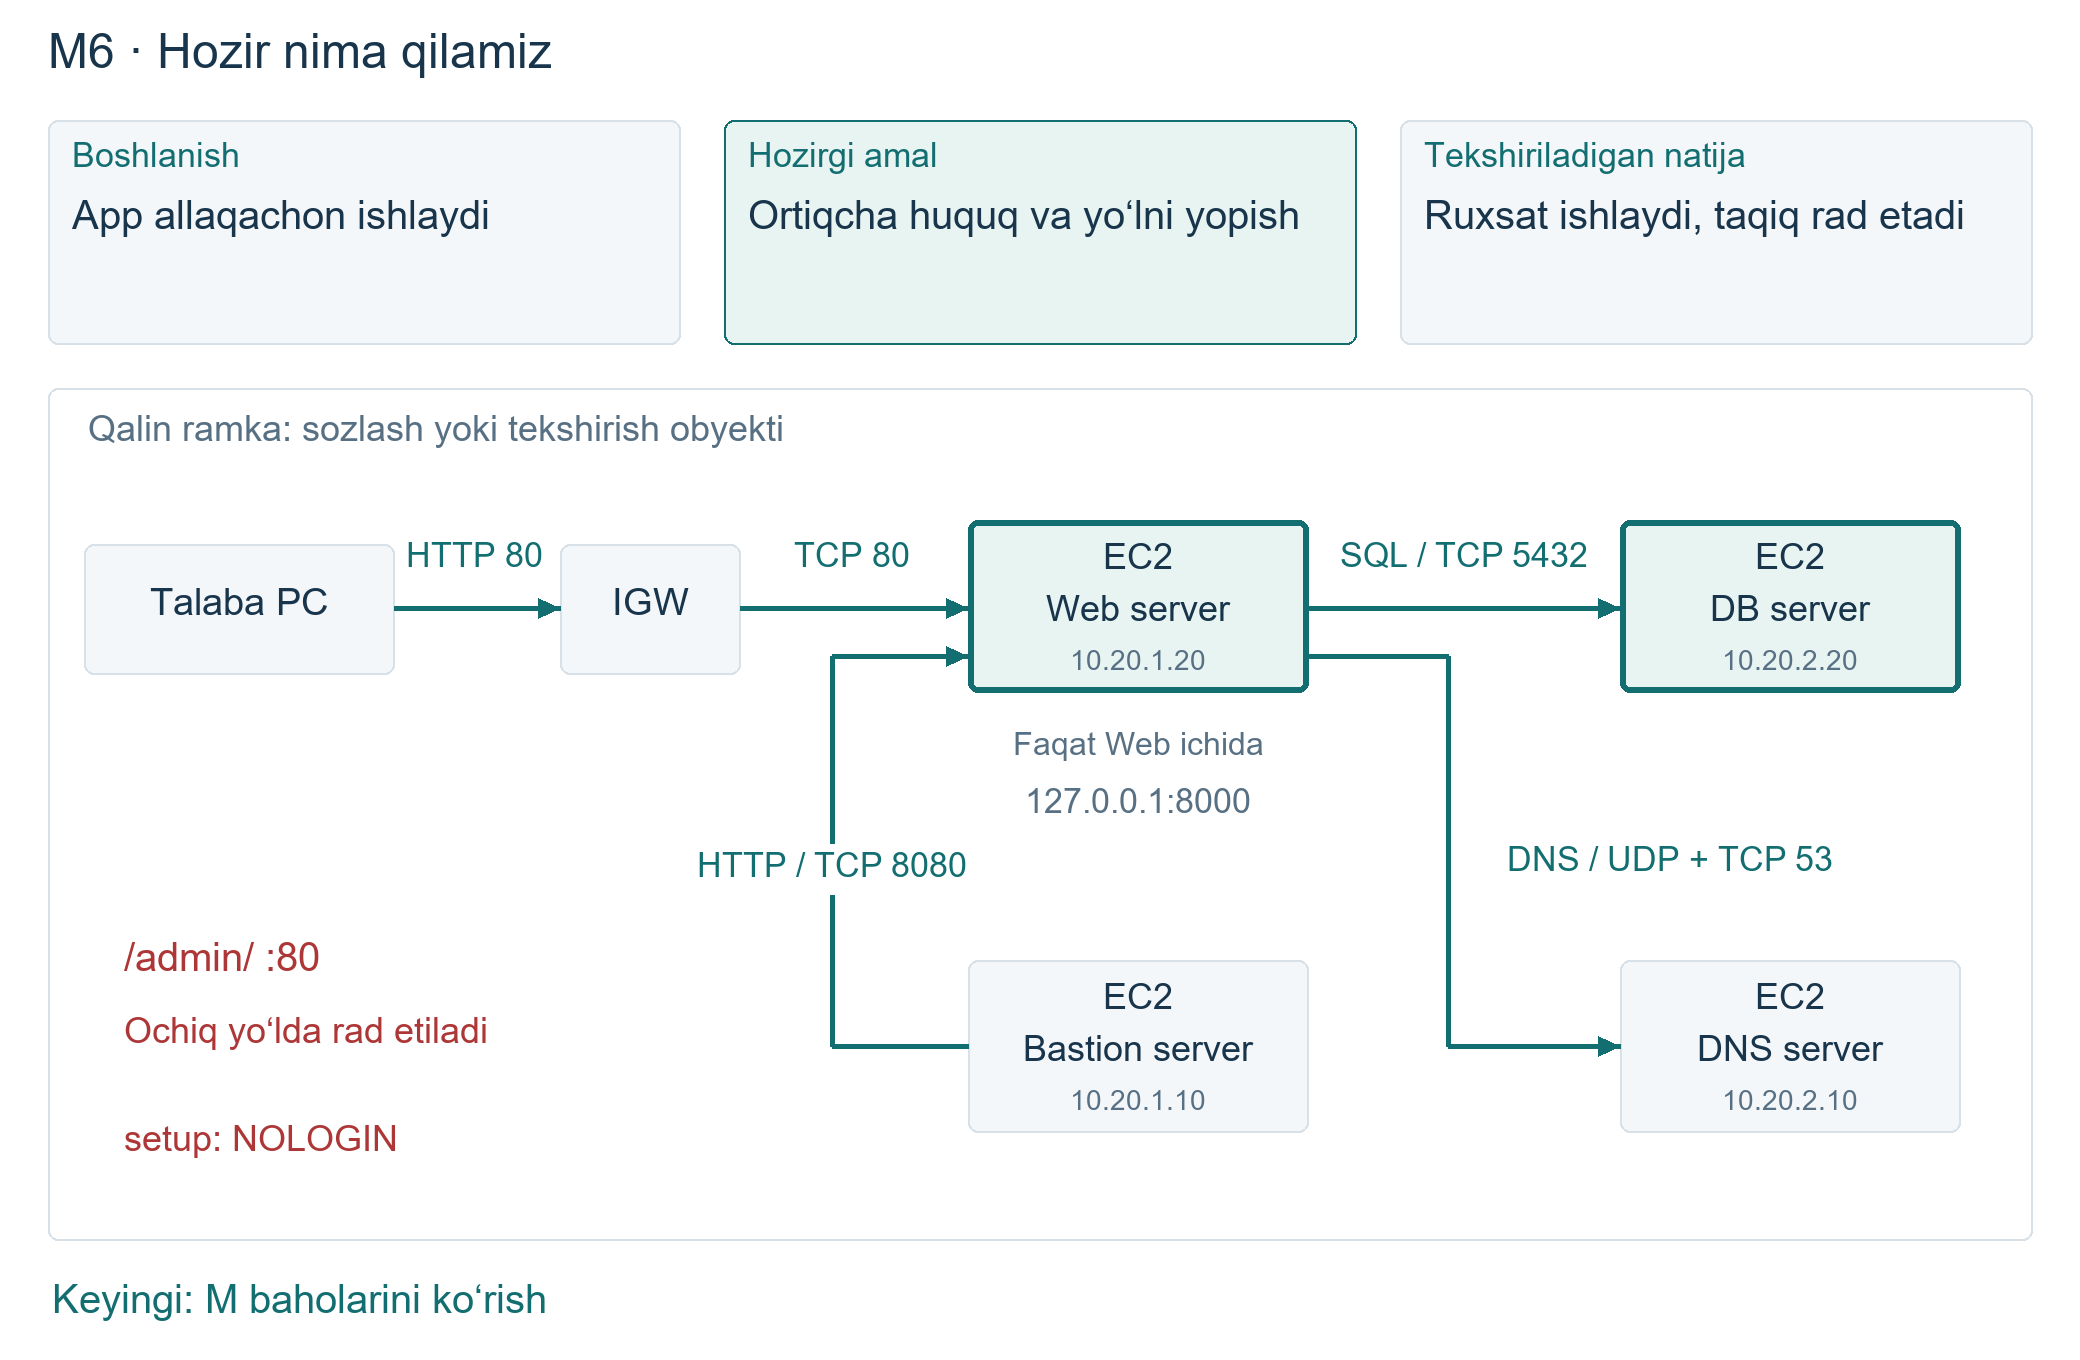 M6 · Hozir nima qilamiz
Boshlanish
App allaqachon ishlaydi
Hozirgi amal
Ortiqcha huquq va yo‘lni yopish
Tekshiriladigan natija
Ruxsat ishlaydi, taqiq rad etadi
Qalin ramka: sozlash yoki tekshirish obyekti
Talaba PC
HTTP 80
IGW
TCP 80
EC2
Web server
10.20.1.20
SQL / TCP 5432
EC2
DB server
10.20.2.20
Faqat Web ichida
127.0.0.1:8000
HTTP / TCP 8080
DNS / UDP + TCP 53
/admin/ :80
Ochiq yo‘lda rad etiladi
setup: NOLOGIN
EC2
Bastion server
10.20.1.10
EC2
DNS server
10.20.2.10
Keyingi: M baholarini ko‘rish